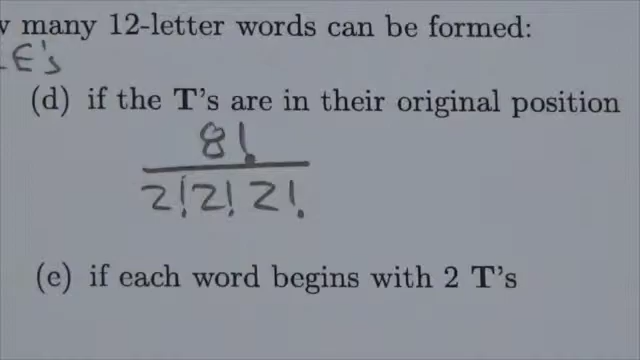 many 12-letter words can be formed:
E's
(d) if the T's are in their original position
8!
2!2! 2!
(e) if each word begins with 2 T's